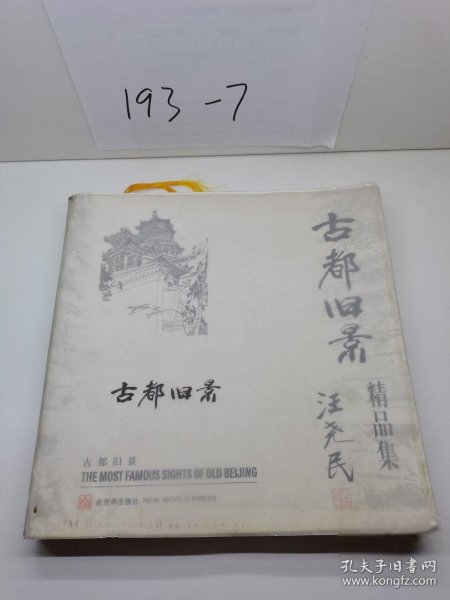 193-7
古都旧景
精品集
汪尧民
古都旧景
古都旧景
THE MOST FAMOUS SIGHTS OF OLD BEIJING
新世界出版社 NEW WORLD PRESS
孔夫子旧书网
www.kongfz.com